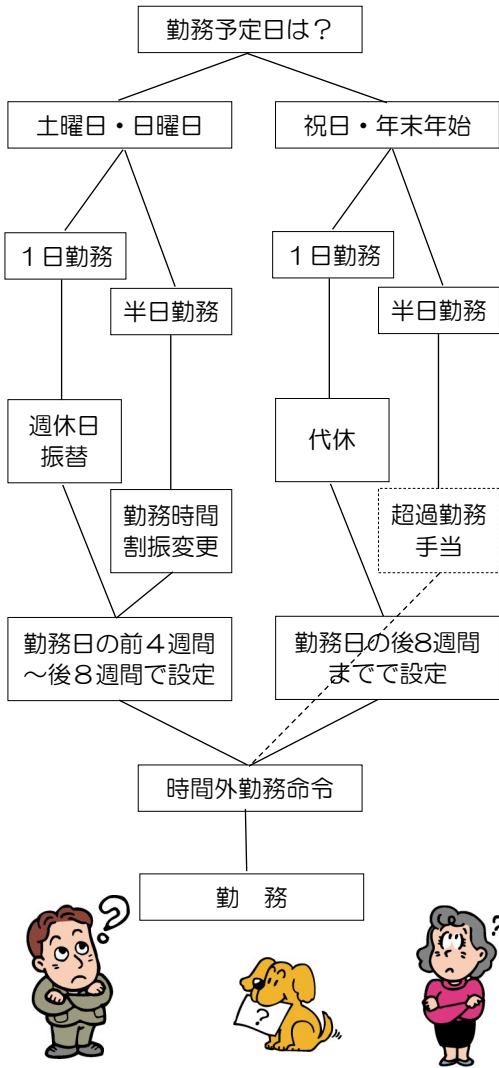 勤務予定日は？
土曜日・日曜日
祝日・年末年始
１日勤務
半日勤務
１日勤務
半日勤務
週休日
振替
代休
勤務時間
割振変更
超過勤務
手当
勤務日の前４週間
～後８週間で設定
勤務日の後8週間
までで設定
時間外勤務命令
勤　務
?
?
?